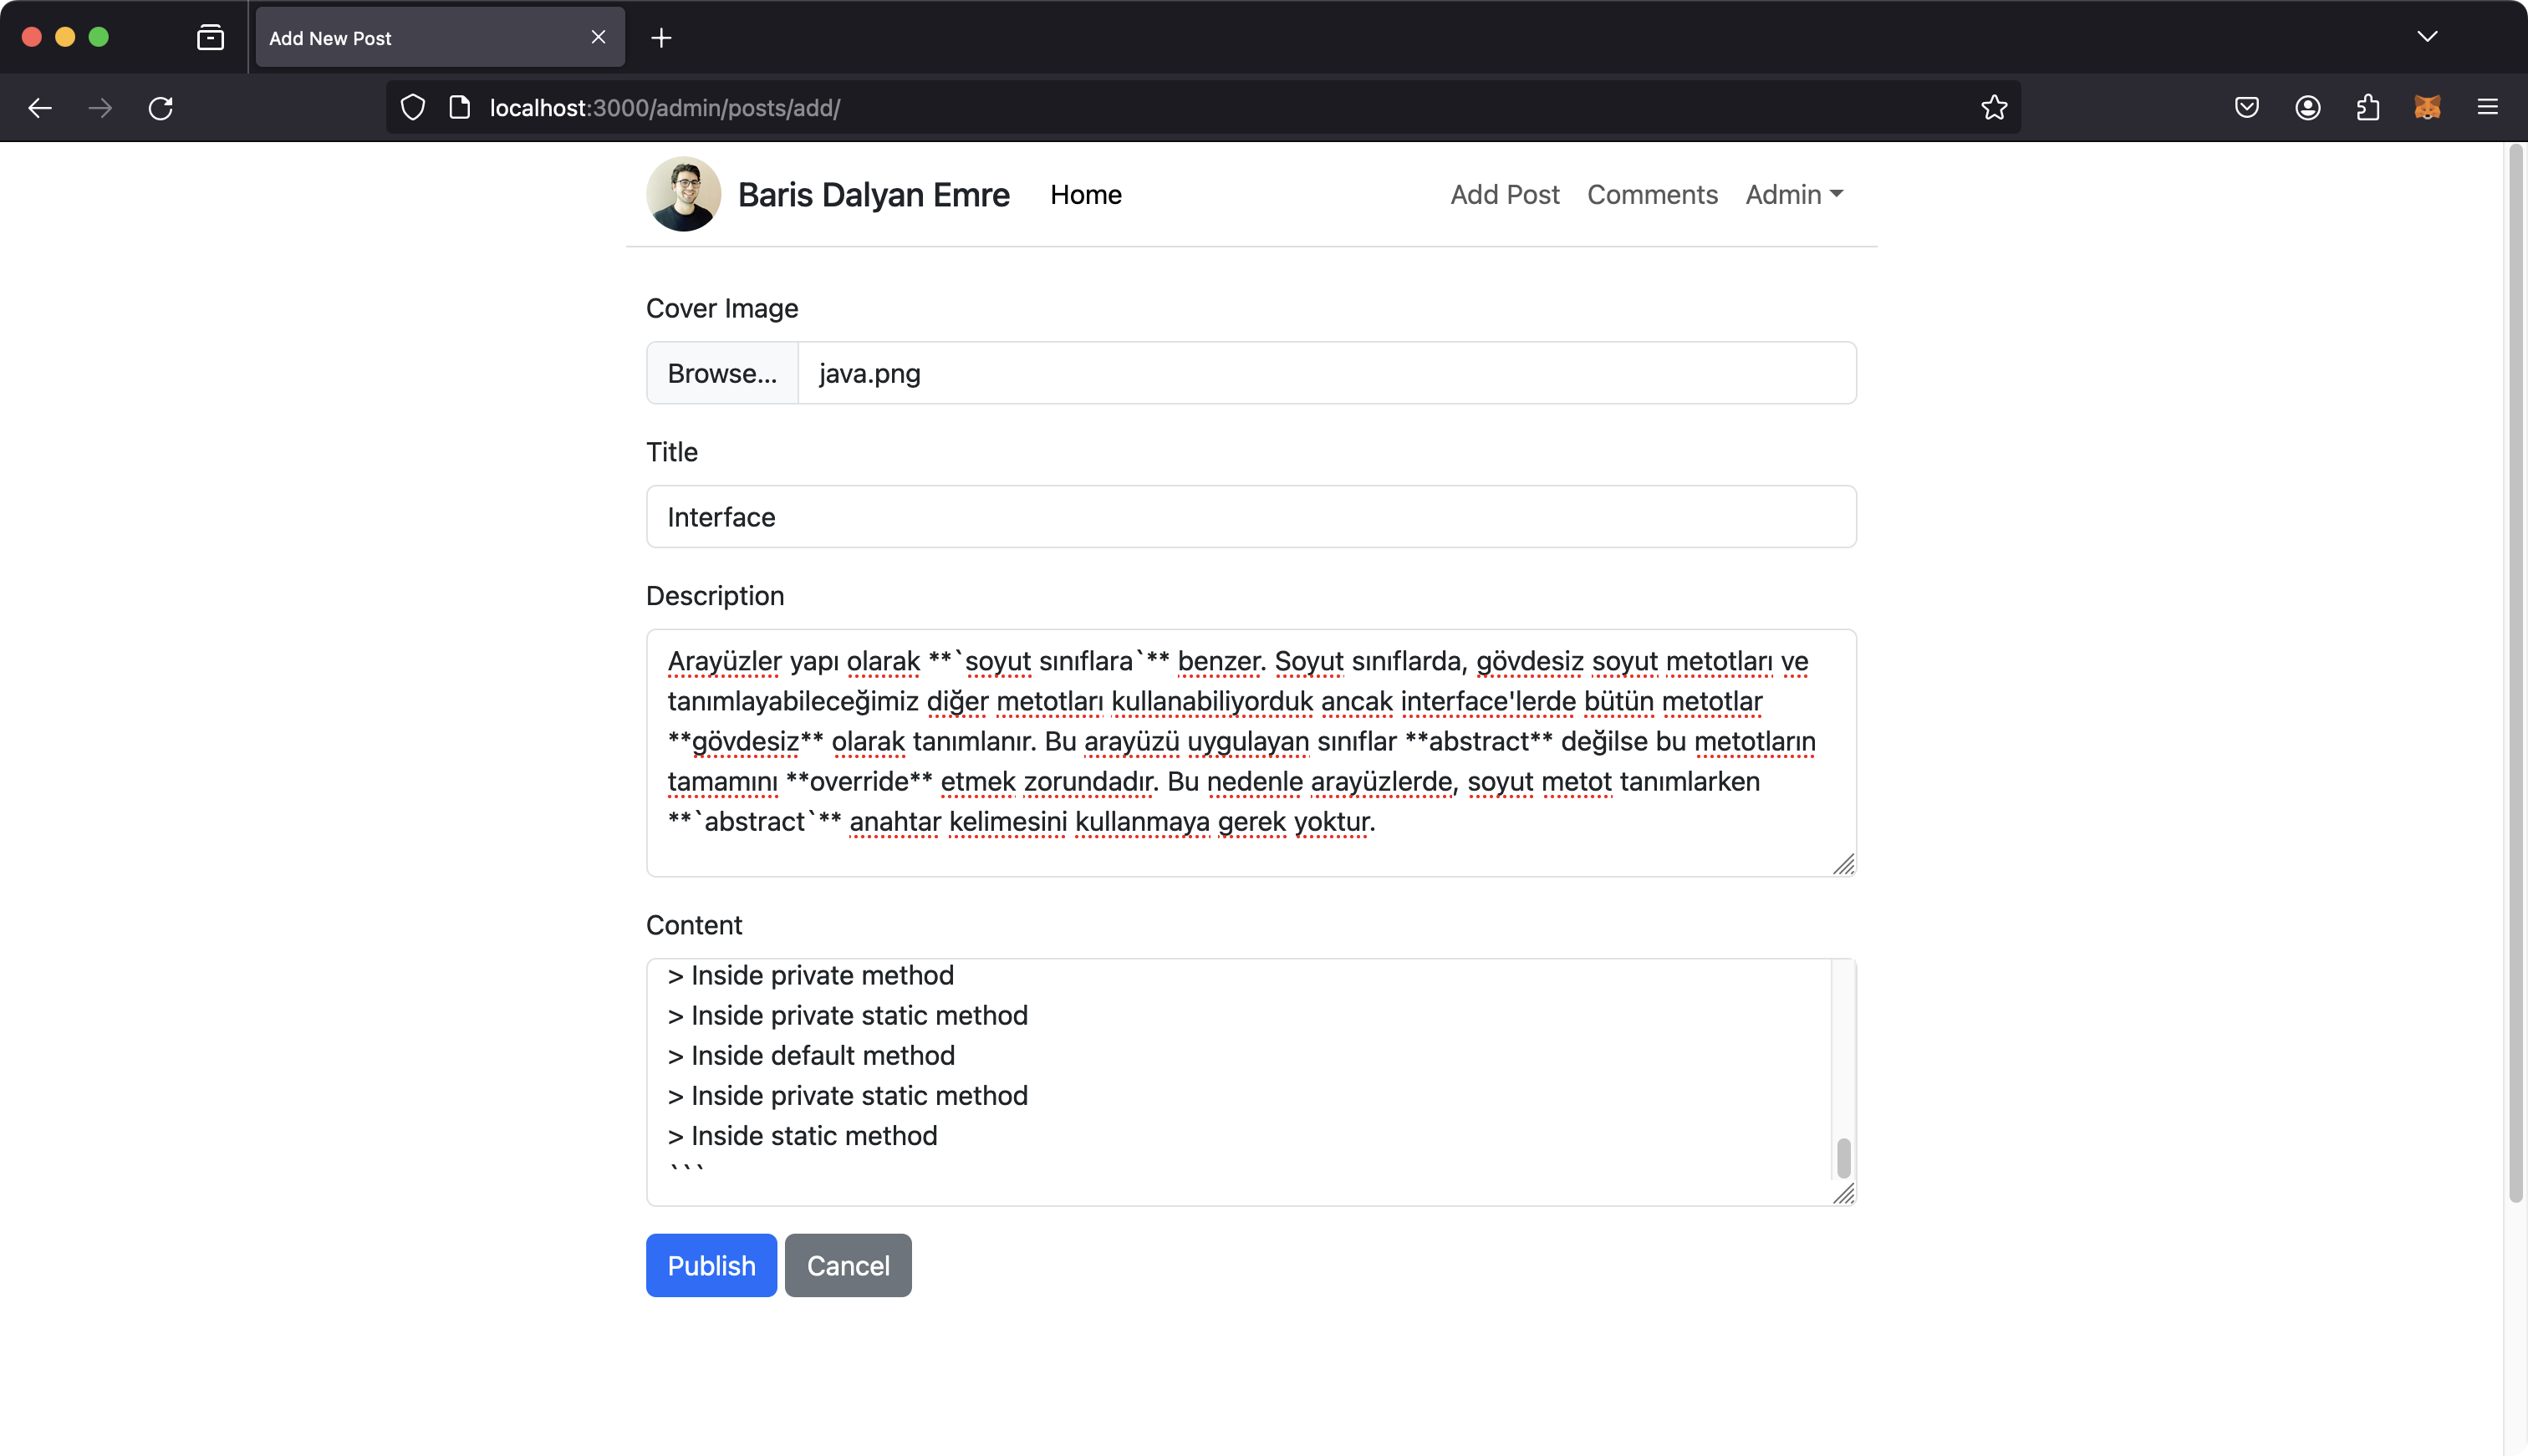 Add New Post
localhost:3000/admin/posts/add/
Baris Dalyan Emre Home Add Post Comments Admin
Cover Image
Browse... java.png
Title
Interface
Description
Arayüzler yapı olarak **`soyut sınıflara`** benzer. Soyut sınıflarda, gövdesiz soyut metotları ve
tanımlayabileceğimiz diğer metotları kullanabiliyorduk ancak interface'lerde bütün metotlar
**gövdesiz** olarak tanımlanır. Bu arayüzü uygulayan sınıflar **abstract** değilse bu metotların
tamamını **override** etmek zorundadır. Bu nedenle arayüzlerde, soyut metot tanımlarken
**`abstract`** anahtar kelimesini kullanmaya gerek yoktur.
Content
> Inside private method
> Inside private static method
> Inside default method
> Inside private static method
> Inside static method
```
Publish Cancel